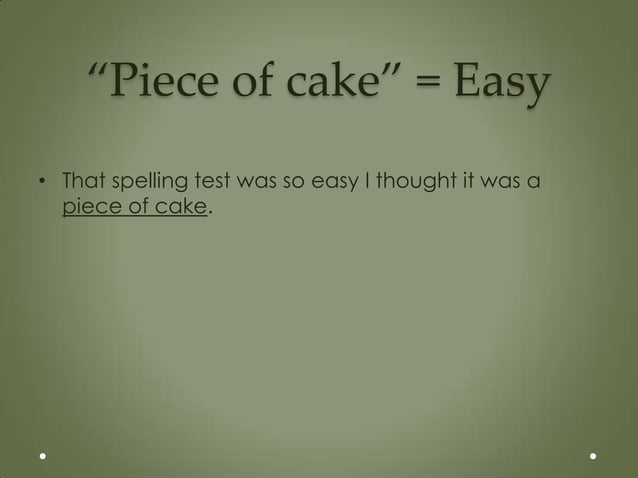 “Piece of cake” = Easy
• That spelling test was so easy I thought it was a
piece of cake.